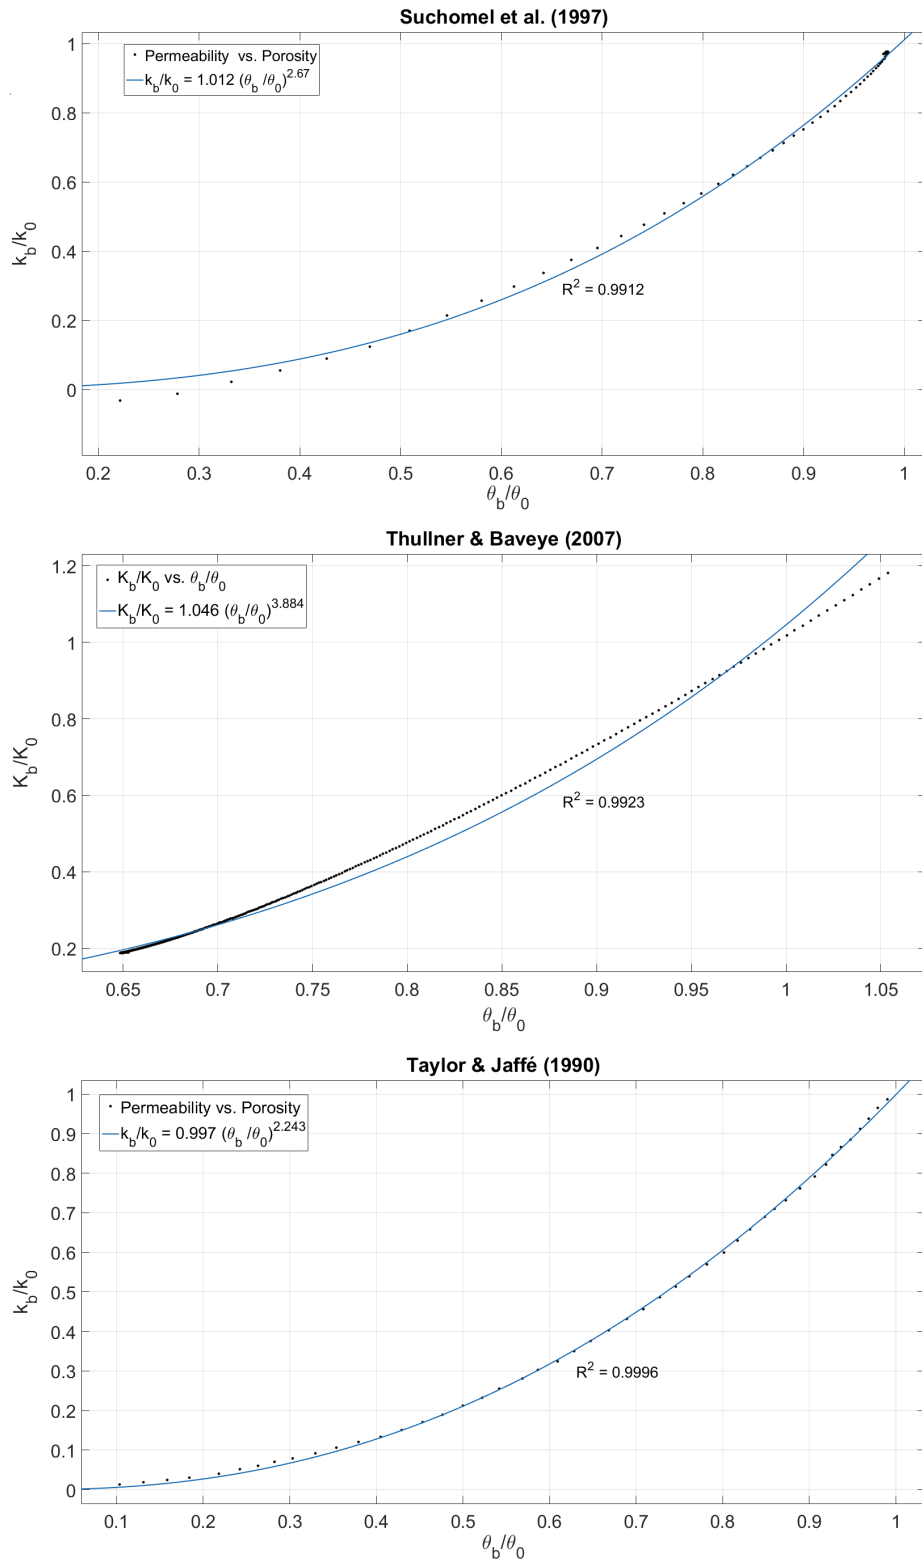 Suchomel et al. (1997)
Permeability vs. Porosity
k_b/k_0 = 1.012 (θ_b /θ_0)^2.67
1
0.8
0.6
0.4
0.2
0
k_b/k_0
R^2 = 0.9912
0.2 0.3 0.4 0.5 0.6 0.7 0.8 0.9 1
θ_b/θ_0
Thullner & Baveye (2007)
K_b/K_0 vs. θ_b/θ_0
K_b/K_0 = 1.046 (θ_b/θ_0)^3.884
1.2
1
0.8
0.6
0.4
0.2
K_b/K_0
R^2 = 0.9923
0.65 0.7 0.75 0.8 0.85 0.9 0.95 1 1.05
θ_b/θ_0
Taylor & Jaffé (1990)
Permeability vs. Porosity
k_b/k_0 = 0.997 (θ_b /θ_0)^2.243
1
0.9
0.8
0.7
0.6
0.5
0.4
0.3
0.2
0.1
0
k_b/k_0
R^2 = 0.9996
0.1 0.2 0.3 0.4 0.5 0.6 0.7 0.8 0.9 1
θ_b/θ_0